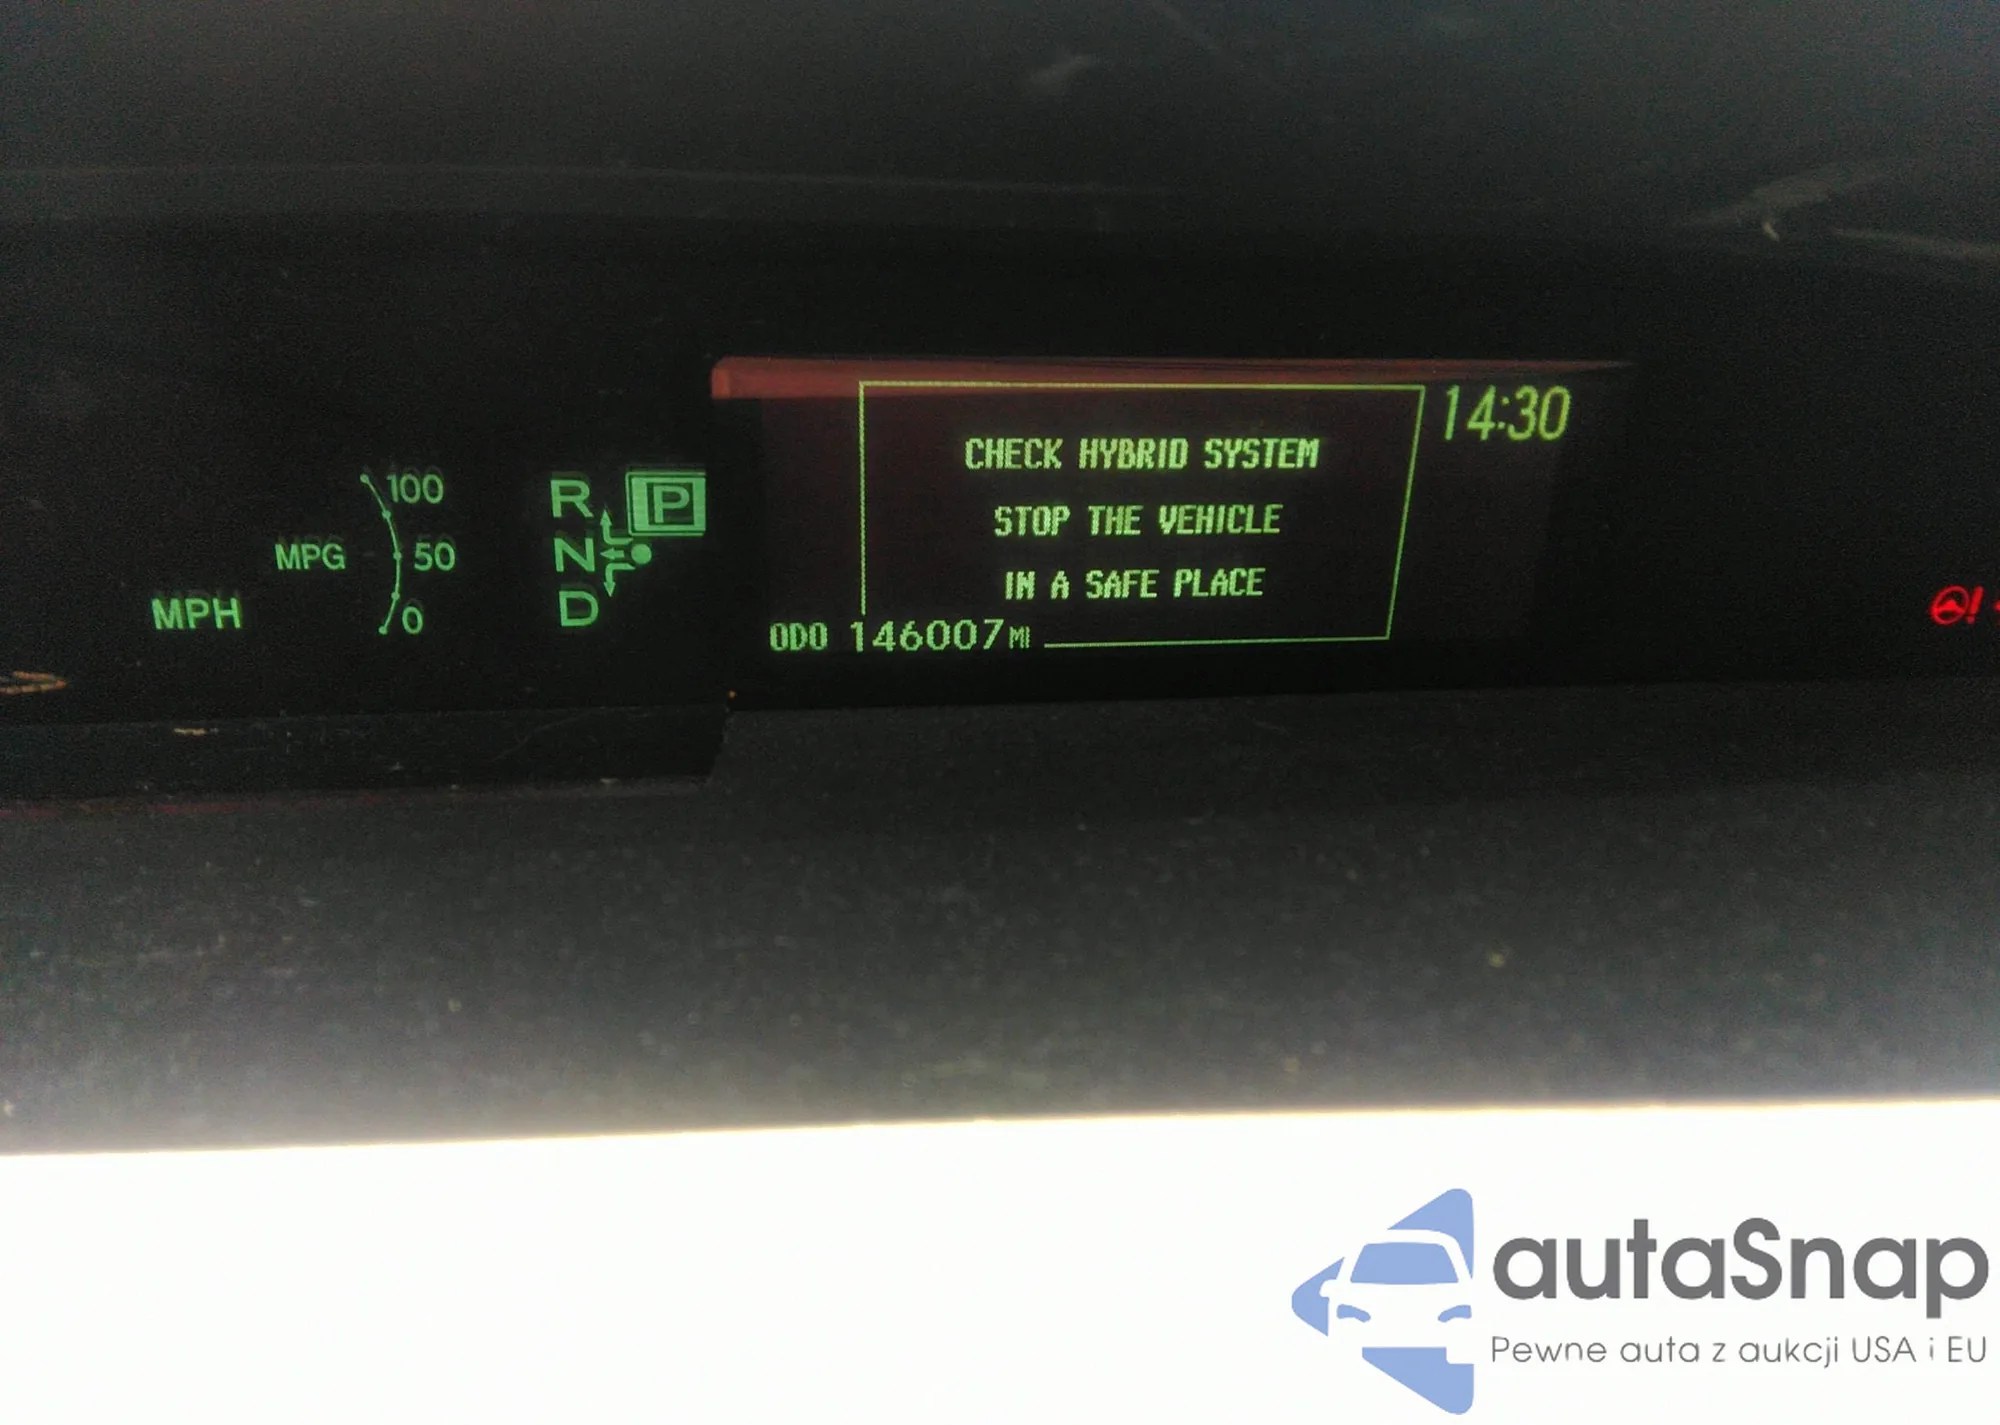 100
MPG
50
MPH
0
R
P
N
D
CHECK HYBRID SYSTEM
STOP THE VEHICLE
IN A SAFE PLACE
14:30
ODO 146007 MI
!
autaSnap
Pewne auta z aukcji USA i EU